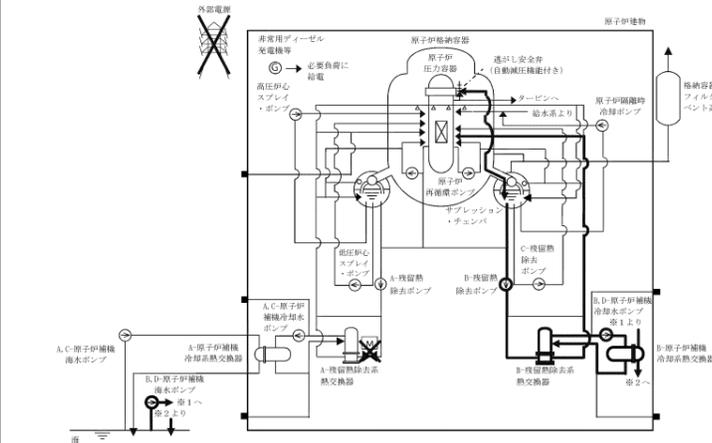 外部電源
原子炉建物
非常用ディーゼル
発電機等
G
必要負荷に
給電
原子炉格納容器
原子炉
圧力容器
逃がし安全弁
(自動減圧機能付き)
高圧炉心
スプレイ
・ポンプ
タービンへ
給水系より
原子炉隔離時
冷却ポンプ
格納容器
フィルタ
ベント
原子炉
再循環ポンプ
サプレッション
・チェンバ
低圧炉心
スプレイ
・ポンプ
A-残留熱
除去ポンプ
B-残留熱
除去ポンプ
C-残留熱
除去
ポンプ
A,C-原子炉
補機冷却水
ポンプ
B,D-原子炉補機
冷却水ポンプ
※1より
A,C-原子炉補機
海水ポンプ
A-原子炉補機
冷却系熱交換器
M
B-原子炉補機
冷却系熱交換器
A-残留熱除去系
熱交換器
B-残留熱除去系
熱交換器
※2へ
B,D-原子炉補機
海水ポンプ
※1へ
※2より
海